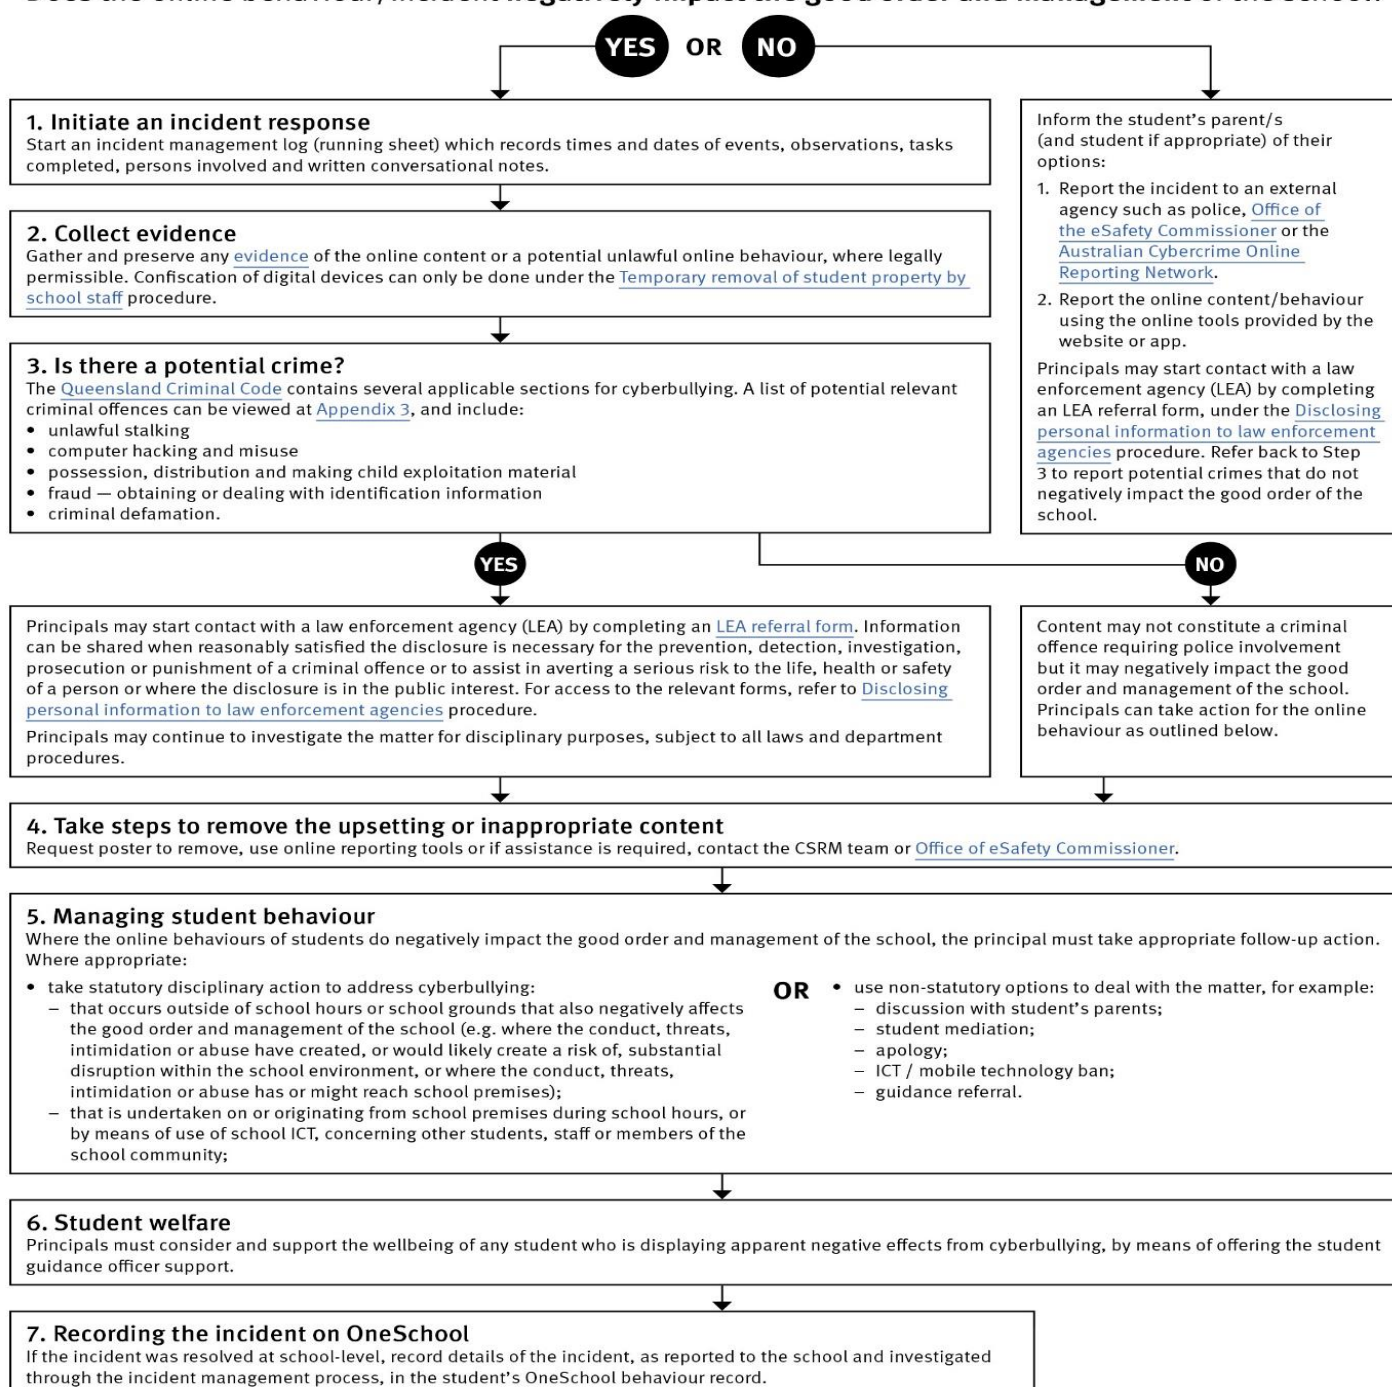 YES OR NO
1. Initiate an incident response
Start an incident management log (running sheet) which records times and dates of events, observations, tasks
completed, persons involved and written conversational notes.
2. Collect evidence
Gather and preserve any evidence of the online content or a potential unlawful online behaviour, where legally
permissible. Confiscation of digital devices can only be done under the Temporary removal of student property by
school staff procedure.
3. Is there a potential crime?
The Queensland Criminal Code contains several applicable sections for cyberbullying. A list of potential relevant
criminal offences can be viewed at Appendix 3, and include:
• unlawful stalking
• computer hacking and misuse
• possession, distribution and making child exploitation material
• fraud — obtaining or dealing with identification information
• criminal defamation.
Inform the student's parent/s
(and student if appropriate) of their
options:
1. Report the incident to an external
agency such as police, Office of
the eSafety Commissioner or the
Australian Cybercrime Online
Reporting Network.
2. Report the online content/behaviour
using the online tools provided by the
website or app.
Principals may start contact with a law
enforcement agency (LEA) by completing
an LEA referral form, under the Disclosing
personal information to law enforcement
agencies procedure. Refer back to Step
3 to report potential crimes that do not
negatively impact the good order of the
school.
YES
NO
Principals may start contact with a law enforcement agency (LEA) by completing an LEA referral form. Information
can be shared when reasonably satisfied the disclosure is necessary for the prevention, detection, investigation,
prosecution or punishment of a criminal offence or to assist in averting a serious risk to the life, health or safety
of a person or where the disclosure is in the public interest. For access to the relevant forms, refer to Disclosing
personal information to law enforcement agencies procedure.
Principals may continue to investigate the matter for disciplinary purposes, subject to all laws and department
procedures.
Content may not constitute a criminal
offence requiring police involvement
but it may negatively impact the good
order and management of the school.
Principals can take action for the online
behaviour as outlined below.
4. Take steps to remove the upsetting or inappropriate content
Request poster to remove, use online reporting tools or if assistance is required, contact the CSRM team or Office of eSafety Commissioner.
5. Managing student behaviour
Where the online behaviours of students do negatively impact the good order and management of the school, the principal must take appropriate follow-up action.
Where appropriate:
• take statutory disciplinary action to address cyberbullying:
– that occurs outside of school hours or school grounds that also negatively affects
the good order and management of the school (e.g. where the conduct, threats,
intimidation or abuse have created, or would likely create a risk of, substantial
disruption within the school environment, or where the conduct, threats,
intimidation or abuse has or might reach school premises);
– that is undertaken on or originating from school premises during school hours, or
by means of use of school ICT, concerning other students, staff or members of the
school community;
OR
• use non-statutory options to deal with the matter, for example:
– discussion with student's parents;
– student mediation;
– apology;
– ICT / mobile technology ban;
– guidance referral.
6. Student welfare
Principals must consider and support the wellbeing of any student who is displaying apparent negative effects from cyberbullying, by means of offering the student
guidance officer support.
7. Recording the incident on OneSchool
If the incident was resolved at school-level, record details of the incident, as reported to the school and investigated
through the incident management process, in the student's OneSchool behaviour record.